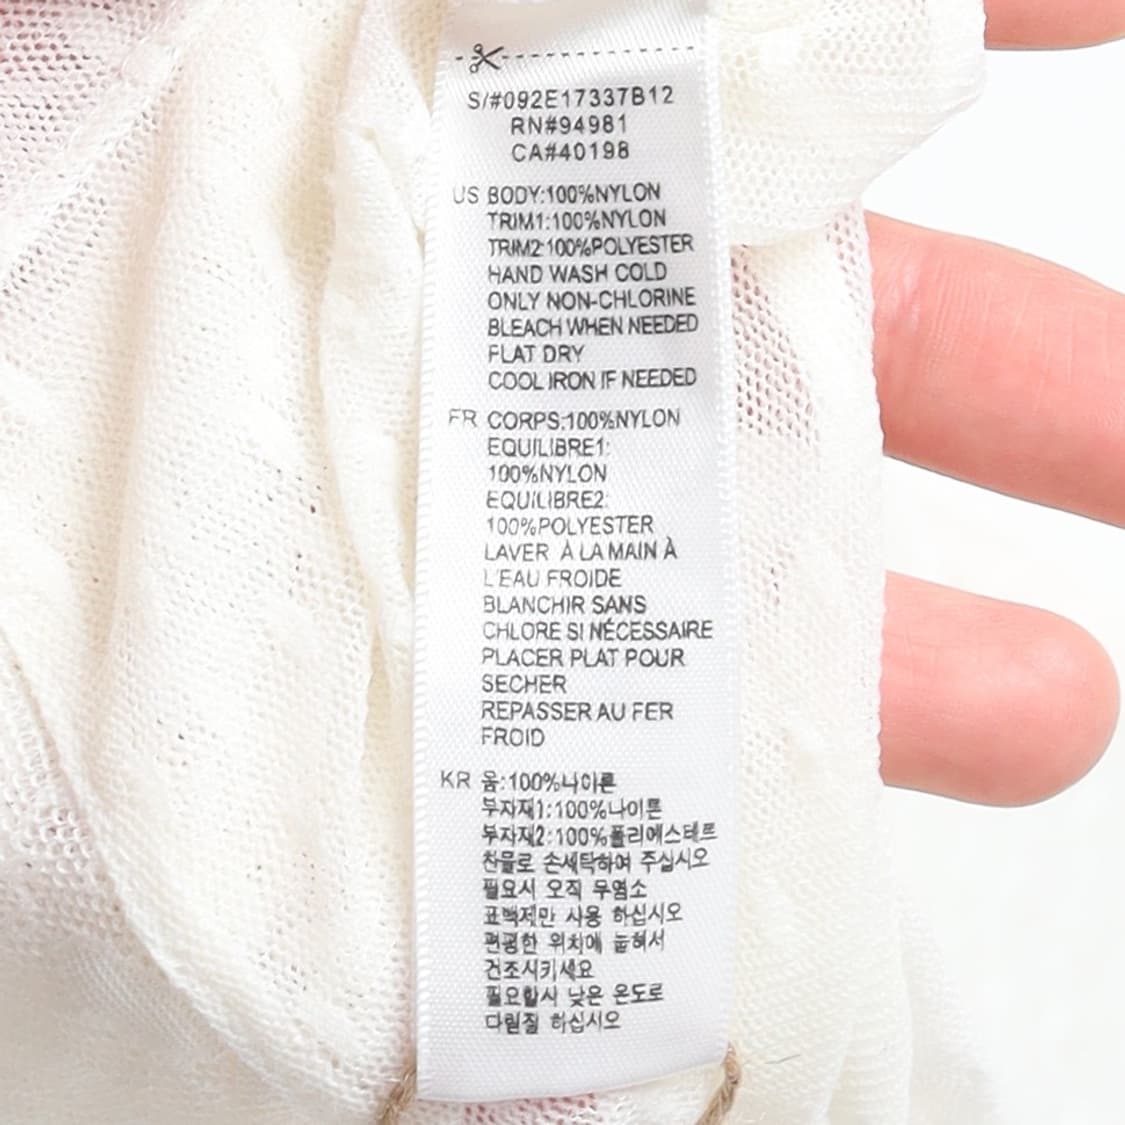 S/#092E17337B12
RN#94981
CA#40198
US BODY:100%NYLON
TRIM1:100%NYLON
TRIM2:100%POLYESTER
HAND WASH COLD
ONLY NON-CHLORINE
BLEACH WHEN NEEDED
FLAT DRY
COOL IRON IF NEEDED
FR CORPS:100%NYLON
EQUILIBRE1:
100%NYLON
EQUILIBRE2:
100%POLYESTER
LAVER À LA MAIN À
L'EAU FROIDE
BLANCHIR SANS
CHLORE SI NÉCESSAIRE
PLACER PLAT POUR
SECHER
REPASSER AU FER
FROID
KR 몸:100%나이론
부자재1:100%나이론
부자재2:100%폴리에스테르
찬물로 손세탁하여 주십시오
필요시 오직 무염소
표백제만 사용 하십시오
편평한 위치에 눕혀서
건조시키세요
필요할시 낮은 온도로
다림질 하십시오